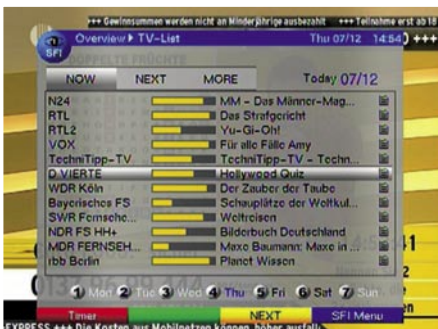 +++ Gewinnsummen werden nicht an Minderjährige ausbezahlt +++ Teilnahme erst ab 18
SFI Overview TV-List Thu 07/12 14:54 +++
DOPPELTE FRÜCHTE
NOW NEXT MORE Today 07/12
N24 MM - Das Männer-Mag...
RTL Das Strafgericht
RTL2 Yu-Gi-Oh!
VOX Für alle Fälle Amy
TechniTipp-TV TechniTipp-TV - Techn...
D VIERTE Hollywood Quiz
WDR Köln Der Zauber der Taube
Bayerisches FS Schauplätze der Weltkul...
SWR Fernsehe... Weltreisen
NDR FS HH+ Bilderbuch Deutschland
MDR FERNSEH... Maxe Baumann: Maxe in ...
rbb Berlin Planet Wissen
1 Mon 2 Tue 3 Wed 4 Thu 5 Fri 6 Sat 7 Sun
Timer NEXT SFI Menu
EXPRESS +++ Die Kosten aus Mobilnetzen können höher ausfall